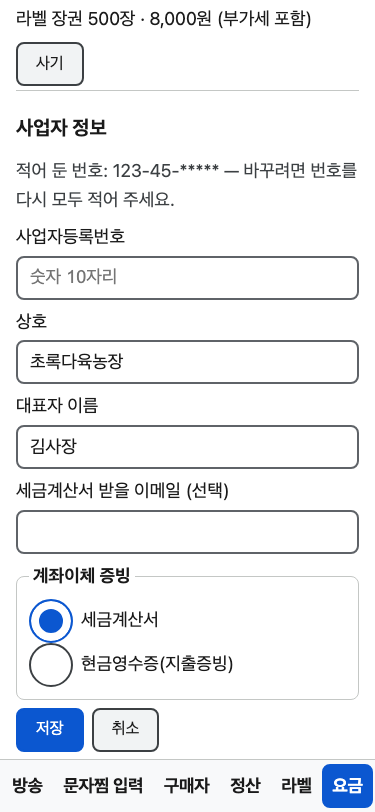 라벨 장권 500장 · 8,000원 (부가세 포함)
사기
사업자 정보
적어 둔 번호: 123-45-***** — 바꾸려면 번호를
다시 모두 적어 주세요.
사업자등록번호
숫자 10자리
상호
초록다육농장
대표자 이름
김사장
세금계산서 받을 이메일 (선택)
계좌이체 증빙
세금계산서
현금영수증(지출증빙)
저장 취소
방송 문자찜 입력 구매자 정산 라벨 요금